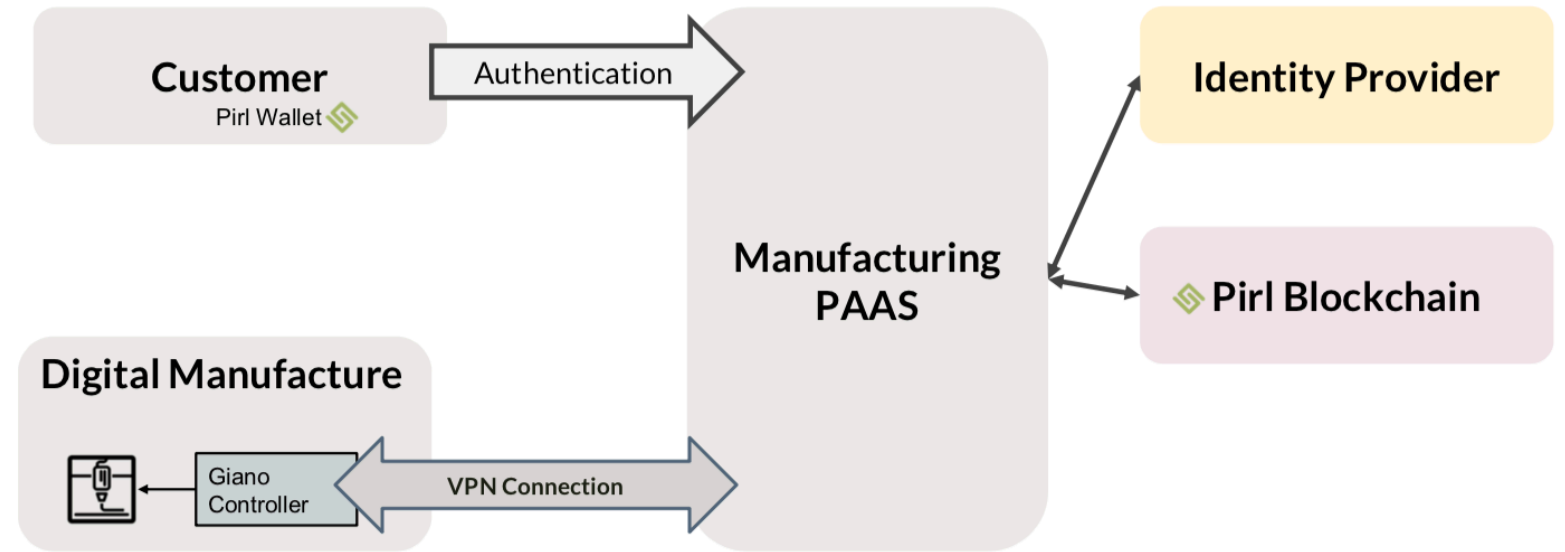 Customer
Pirl Wallet
Authentication
Identity Provider
Manufacturing
PAAS
Pirl Blockchain
Digital Manufacture
Giano
Controller
VPN Connection